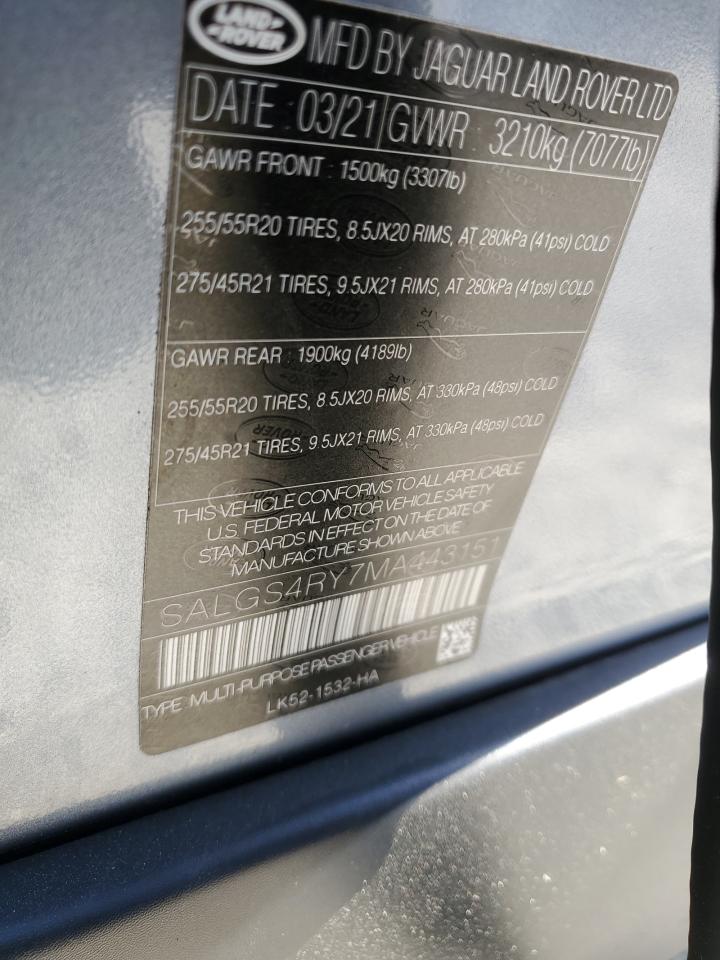 LAND ROVER
MFD BY JAGUAR LAND ROVER LTD
DATE : 03/21 GVWR : 3210kg (7077lb)
GAWR FRONT : 1500kg (3307lb)
255/55R20 TIRES, 8.5JX20 RIMS, AT 280kPa (41psi) COLD
275/45R21 TIRES, 9.5JX21 RIMS, AT 280kPa (41psi) COLD
GAWR REAR : 1900kg (4189lb)
255/55R20 TIRES, 8.5JX20 RIMS, AT 330kPa (48psi) COLD
275/45R21 TIRES, 9.5JX21 RIMS, AT 330kPa (48psi) COLD
THIS VEHICLE CONFORMS TO ALL APPLICABLE
U.S. FEDERAL MOTOR VEHICLE SAFETY
STANDARDS IN EFFECT ON THE DATE OF
MANUFACTURE SHOWN ABOVE
SALGS4RY7MA443151
TYPE : MULTI-PURPOSE PASSENGER VEHICLE
LK52-1532-HA